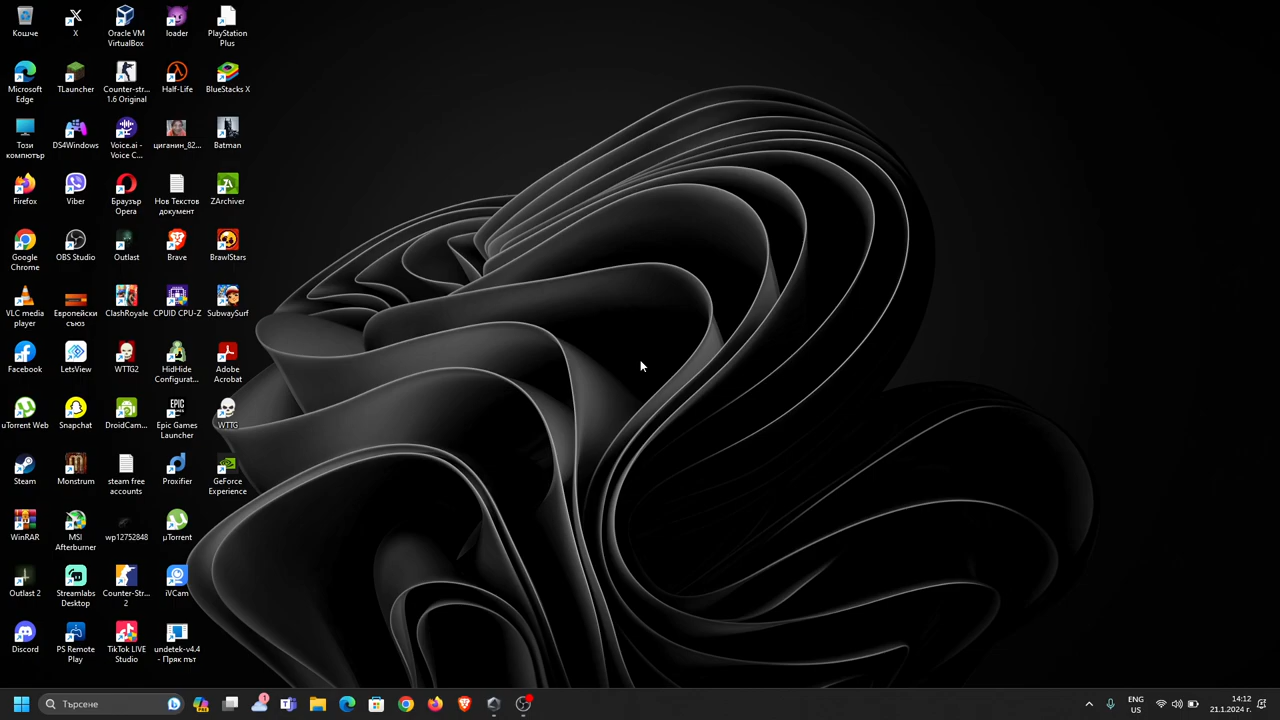 Кошче
X
Oracle VM
VirtualBox
loader
PlayStation
Plus
Microsoft
Edge
TLauncher
Counter-str...
1.6 Original
Half-Life
BlueStacks X
Този
компютър
DS4Windows
Voice.ai -
Voice C...
циганин_82...
Batman
Firefox
Viber
Браузър
Opera
Нов Текстов
документ
ZArchiver
Google
Chrome
OBS Studio
Outlast
Brave
BrawlStars
VLC media
player
Европейски
съюз
ClashRoyale
CPUID CPU-Z
SubwaySurf
Facebook
LetsView
WTTG2
HidHide
Configurat...
Adobe
Acrobat
uTorrent Web
Snapchat
DroidCam...
EPIC
GAMES
Epic Games
Launcher
WTTG
Steam
Monstrum
steam free
accounts
Proxifier
GeForce
Experience
WinRAR
MSI
Afterburner
wp12752848
µTorrent
Outlast 2
Streamlabs
Desktop
Counter-Str...
2
iVCam
Discord
PS Remote
Play
TikTok LIVE
Studio
undetek-v4.4
- Пряк път
Търсене
PRE
1
ENG
US
14:12
21.1.2024 г.